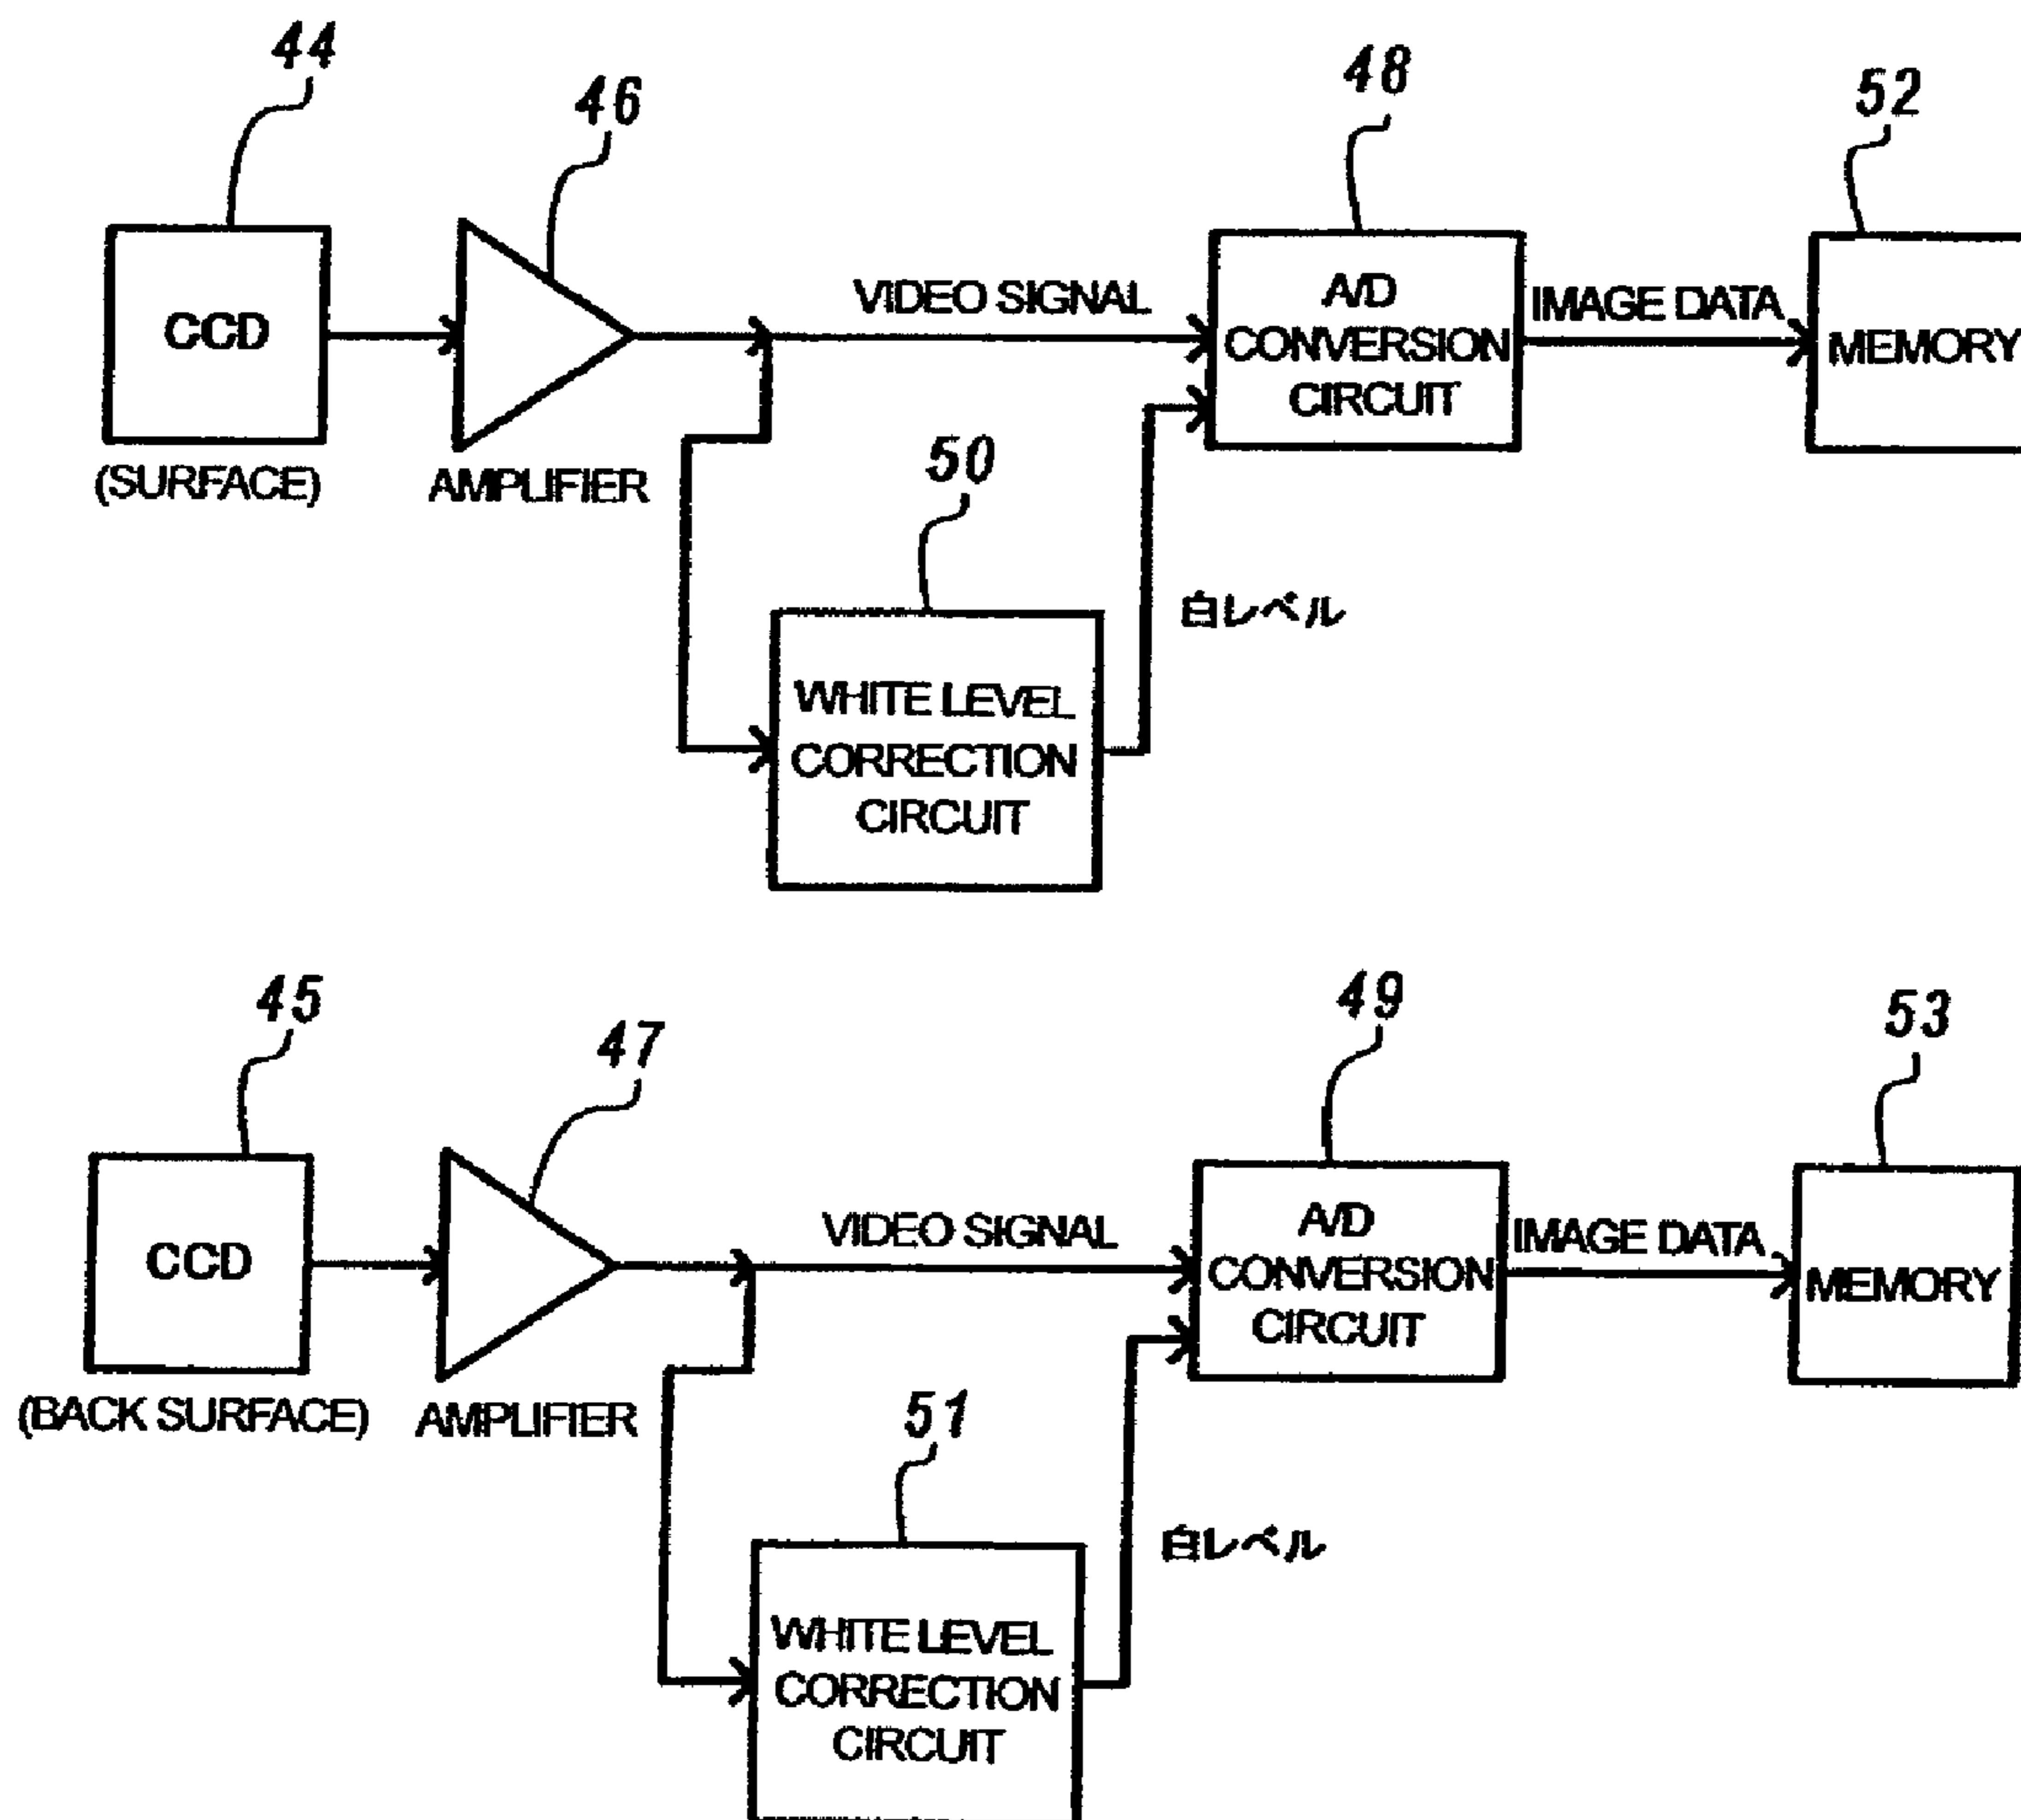 44
46
48
52
CCD
(SURFACE)
AMPLIFIER
VIDEO SIGNAL
A/D
CONVERSION
CIRCUIT
IMAGE DATA
MEMORY
50
白レベル
WHITE LEVEL
CORRECTION
CIRCUIT
45
47
49
53
CCD
(BACK SURFACE)
AMPLIFIER
VIDEO SIGNAL
A/D
CONVERSION
CIRCUIT
IMAGE DATA
MEMORY
51
白レベル
WHITE LEVEL
CORRECTION
CIRCUIT